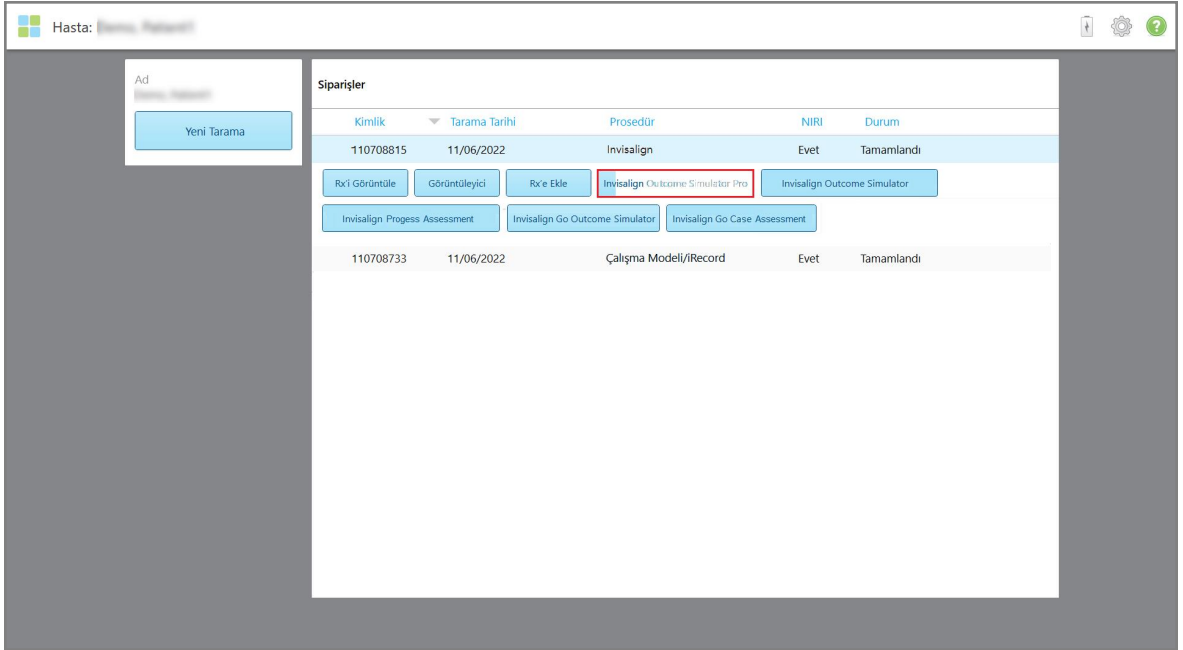 Hasta:
Ad
Yeni Tarama
Siparişler
Kimlik Tarama Tarihi Prosedür NIRI Durum
110708815 11/06/2022 Invisalign Evet Tamamlandı
Rx'i Görüntüle Görüntüleyici Rx'e Ekle Invisalign Outcome Simulator Pro Invisalign Outcome Simulator
Invisalign Progess Assessment Invisalign Go Outcome Simulator Invisalign Go Case Assessment
110708733 11/06/2022 Çalışma Modeli/iRecord Evet Tamamlandı